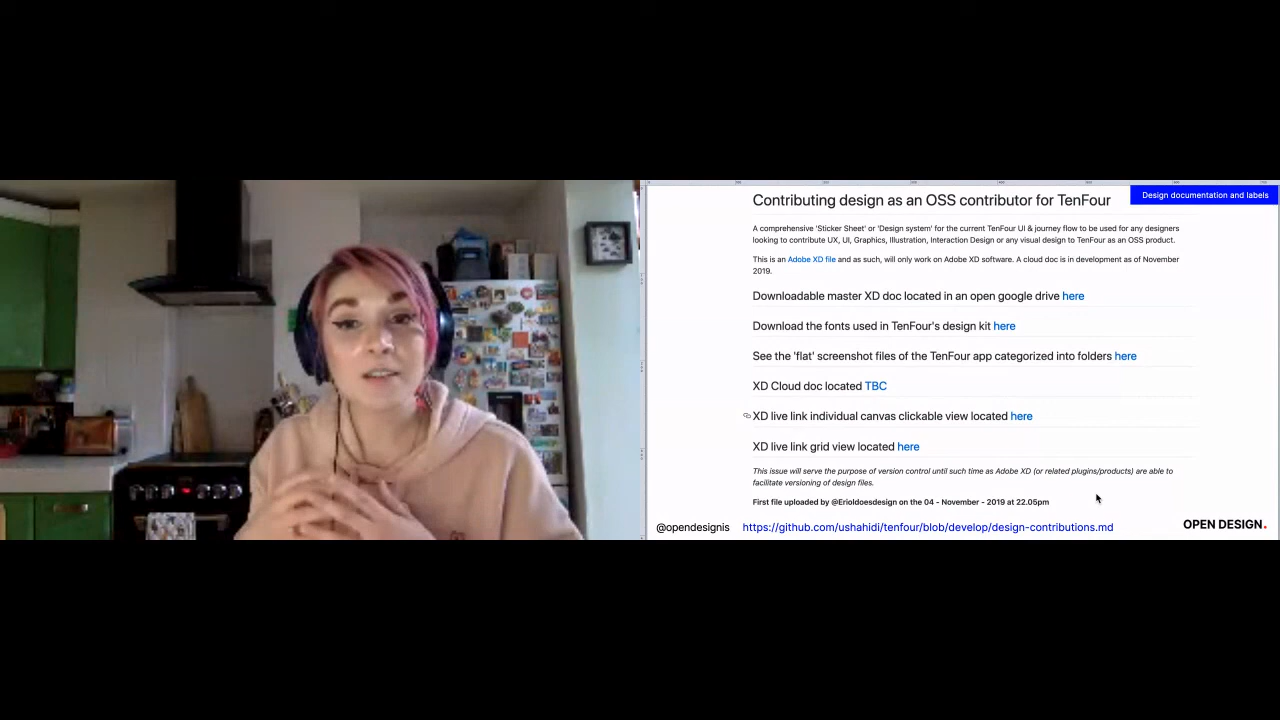 Design documentation and labels
Contributing design as an OSS contributor for TenFour
A comprehensive 'Sticker Sheet' or 'Design system' for the current TenFour UI & journey flow to be used for any designers
looking to contribute UX, UI, Graphics, Illustration, Interaction Design or any visual design to TenFour as an OSS product.
This is an Adobe XD file and as such, will only work on Adobe XD software. A cloud doc is in development as of November
2019.
Downloadable master XD doc located in an open google drive here
Download the fonts used in TenFour's design kit here
See the 'flat' screenshot files of the TenFour app categorized into folders here
XD Cloud doc located TBC
XD live link individual canvas clickable view located here
XD live link grid view located here
This issue will serve the purpose of version control until such time as Adobe XD (or related plugins/products) are able to
facilitate versioning of design files.
First file uploaded by @Erioldoesdesign on the 04 - November - 2019 at 22.05pm
@opendesignis https://github.com/ushahidi/tenfour/blob/develop/design-contributions.md OPEN DESIGN.